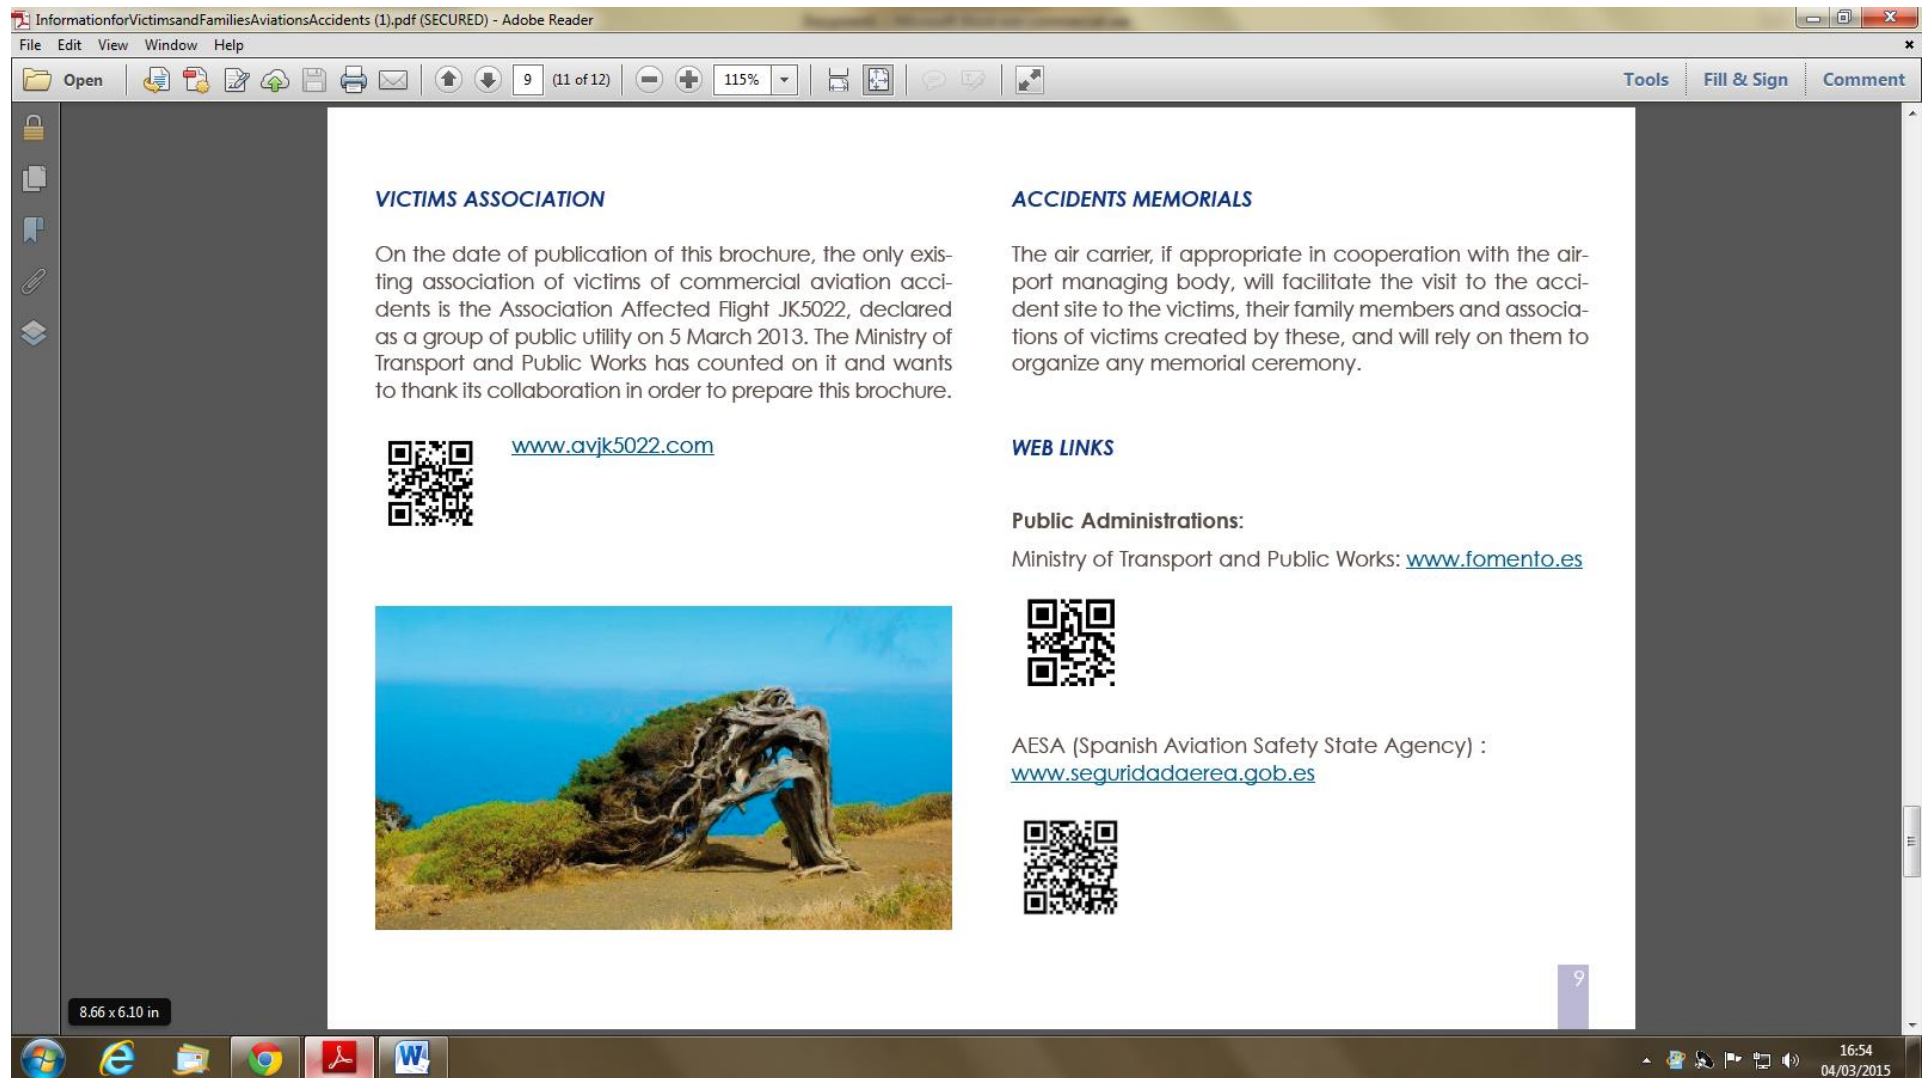 InformationforVictimsandFamiliesAviationsAccidents (1).pdf (SECURED) - Adobe Reader
File Edit View Window Help
Open 9 (11 of 12) 115% Tools Fill & Sign Comment
VICTIMS ASSOCIATION
On the date of publication of this brochure, the only exis-
ting association of victims of commercial aviation acci-
dents is the Association Affected Flight JK5022, declared
as a group of public utility on 5 March 2013. The Ministry of
Transport and Public Works has counted on it and wants
to thank its collaboration in order to prepare this brochure.
www.avjk5022.com
ACCIDENTS MEMORIALS
The air carrier, if appropriate in cooperation with the air-
port managing body, will facilitate the visit to the acci-
dent site to the victims, their family members and associa-
tions of victims created by these, and will rely on them to
organize any memorial ceremony.
WEB LINKS
Public Administrations:
Ministry of Transport and Public Works: www.fomento.es
AESA (Spanish Aviation Safety State Agency) :
www.seguridadaerea.gob.es
9
8.66 x 6.10 in
16:54
04/03/2015